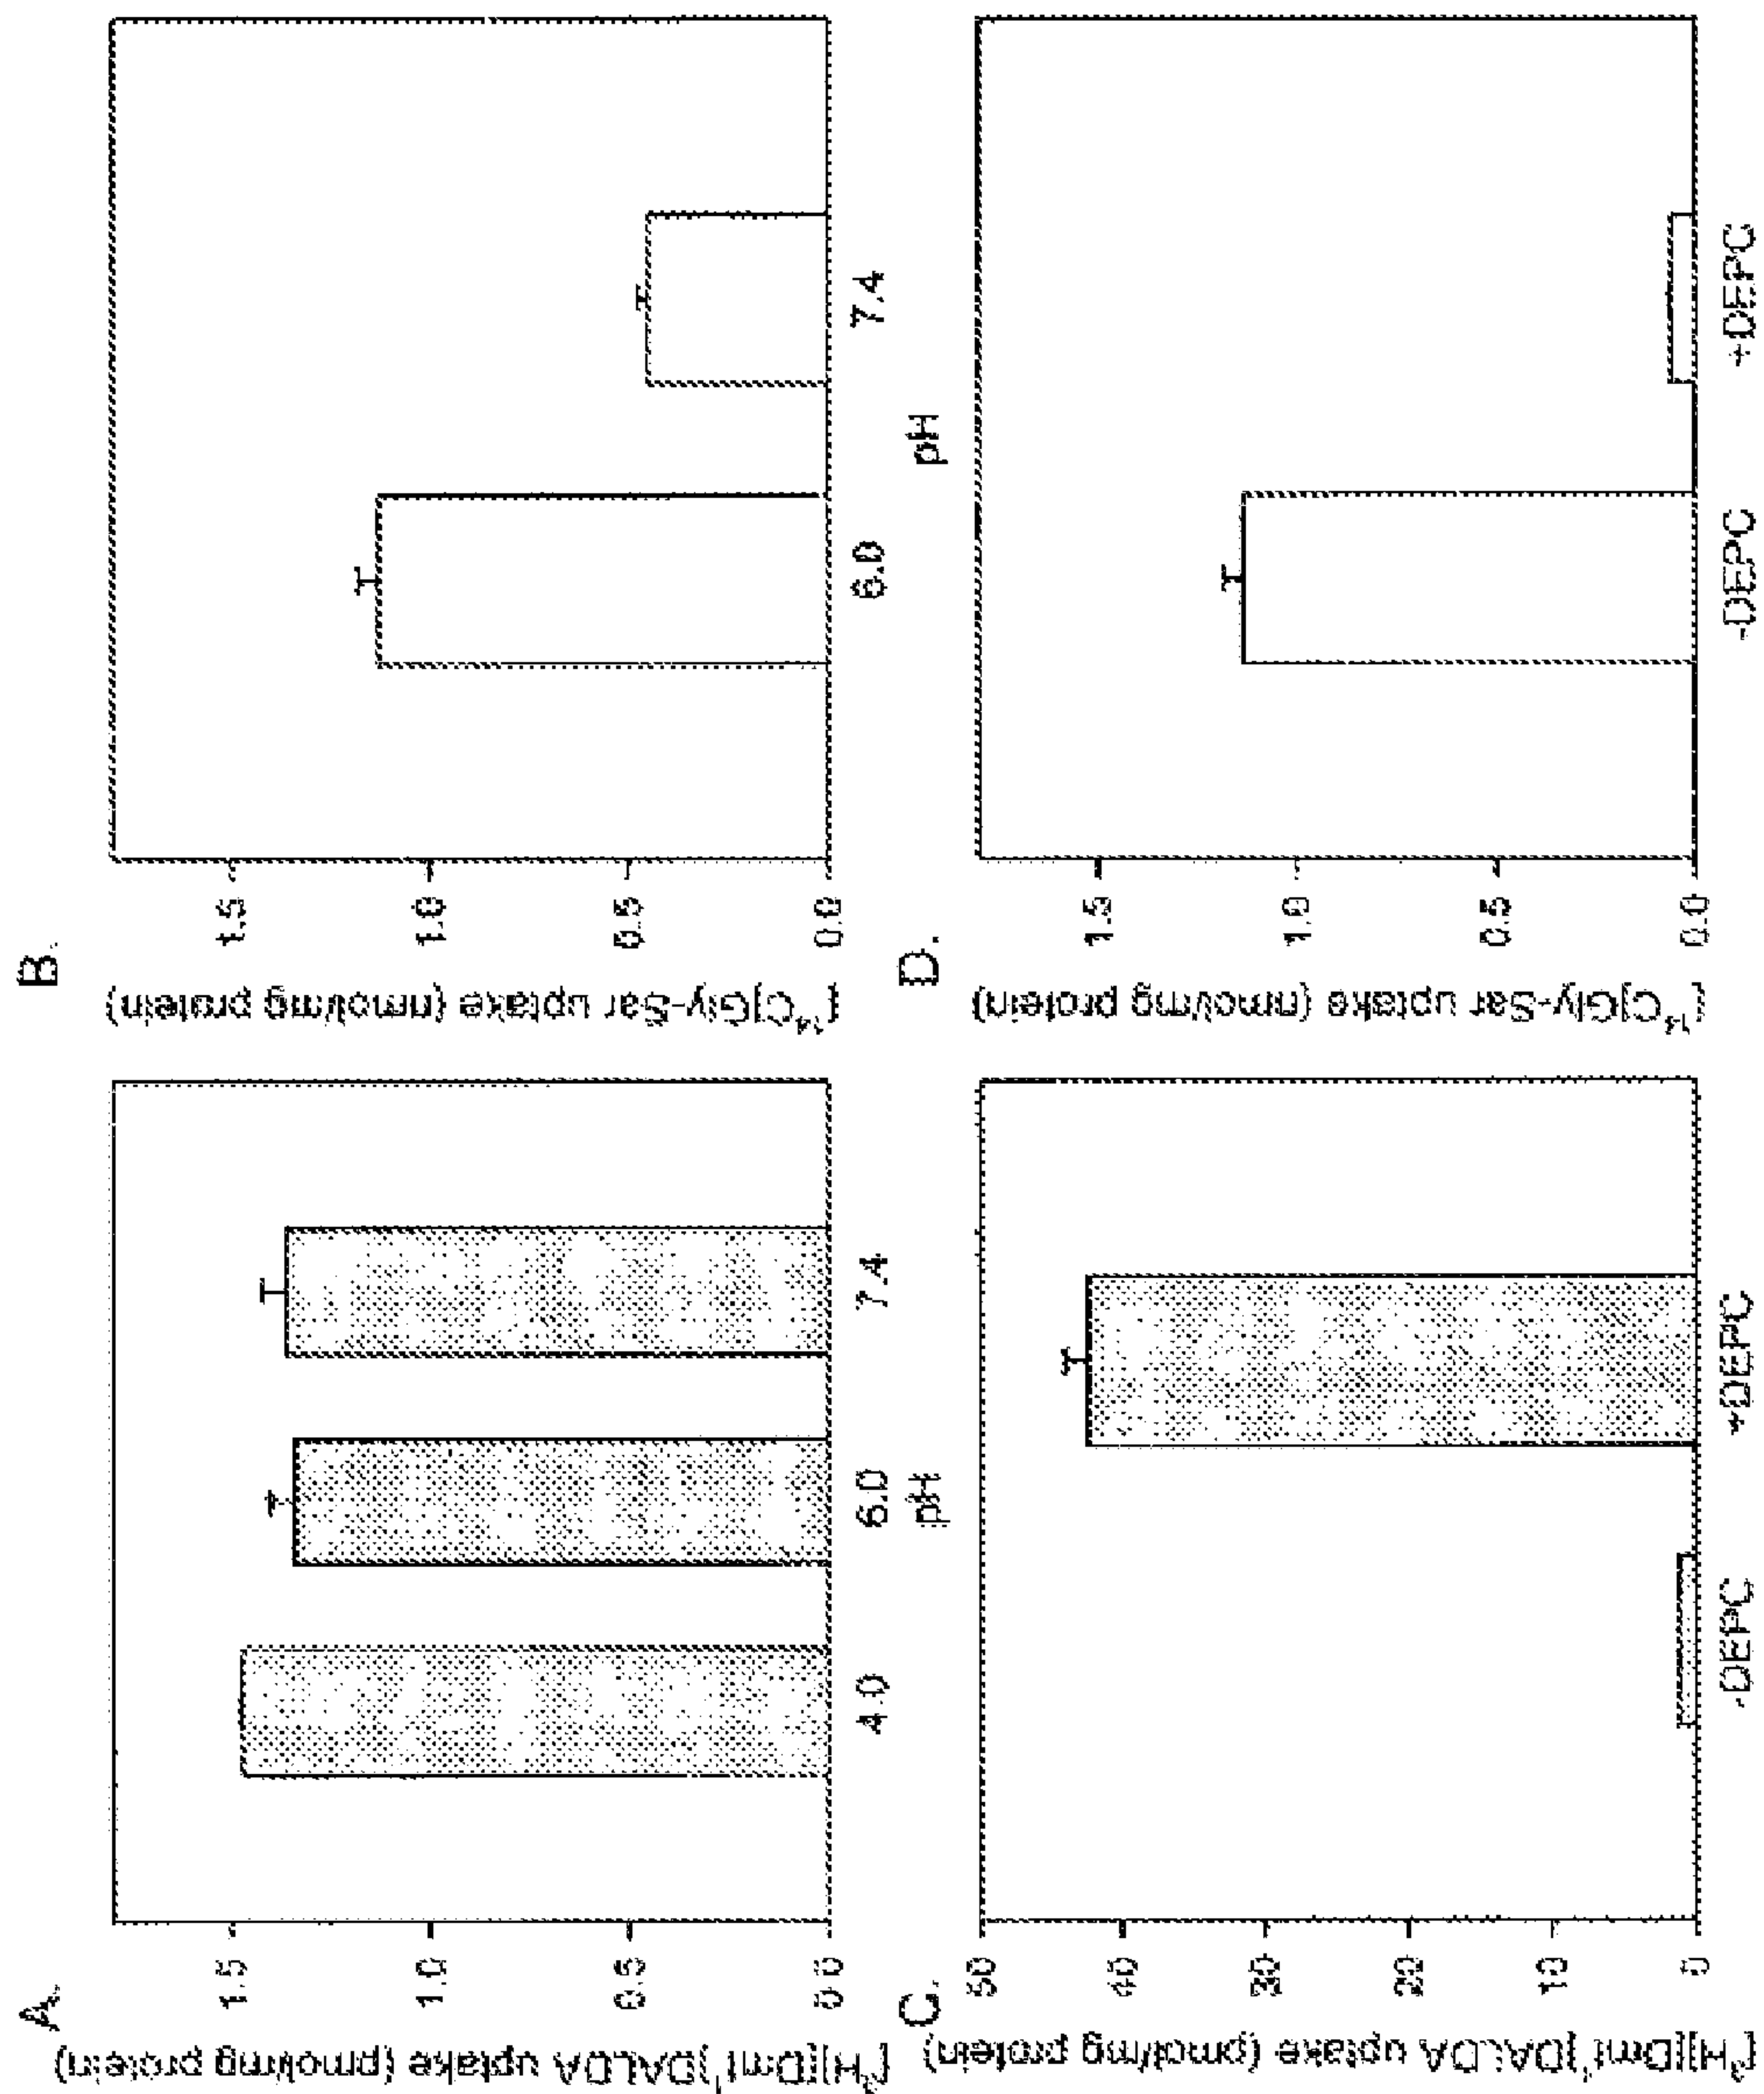 A.
[³H][Dmt¹]DALDA uptake (pmol/mg protein)
1.5
1.0
0.5
0.0
4.0 6.0 7.4
pH
B.
[¹⁴C]Gly-Sar uptake (nmol/mg protein)
1.5
1.0
0.5
0.0
6.0 7.4
pH
C.
[³H][Dmt¹]DALDA uptake (pmol/mg protein)
50
40
30
20
10
0
-DEPC +DEPC
D.
[¹⁴C]Gly-Sar uptake (nmol/mg protein)
1.5
1.0
0.5
0.0
-DEPC +DEPC